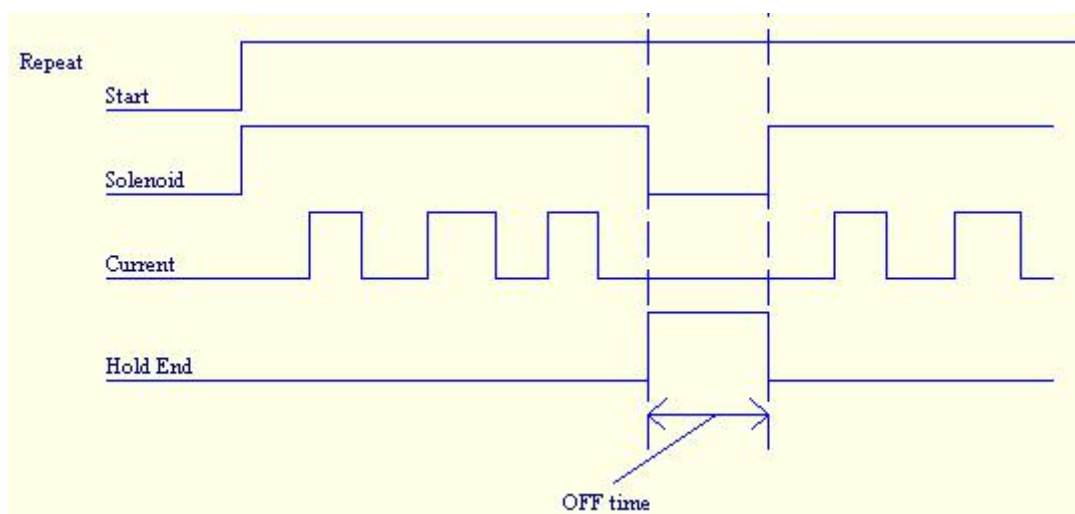 Repeat
Start
Solenoid
Current
Hold End
OFF time